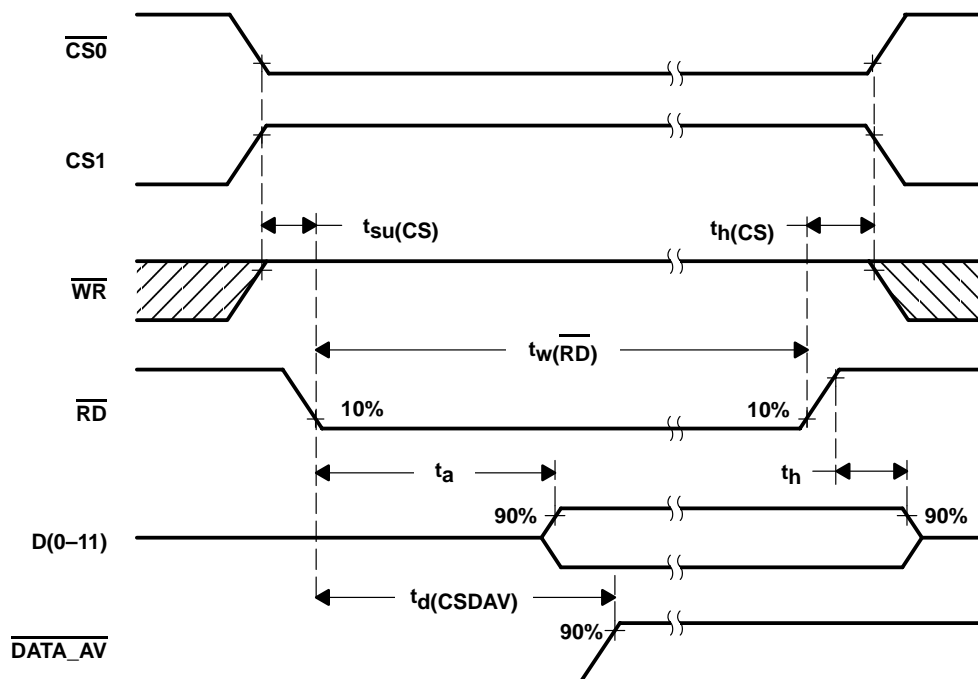 CS0
CS1
tsu(CS)
th(CS)
WR
tw(RD)
RD
10%
10%
ta
th
90%
90%
D(0–11)
td(CSDAV)
90%
DATA_AV